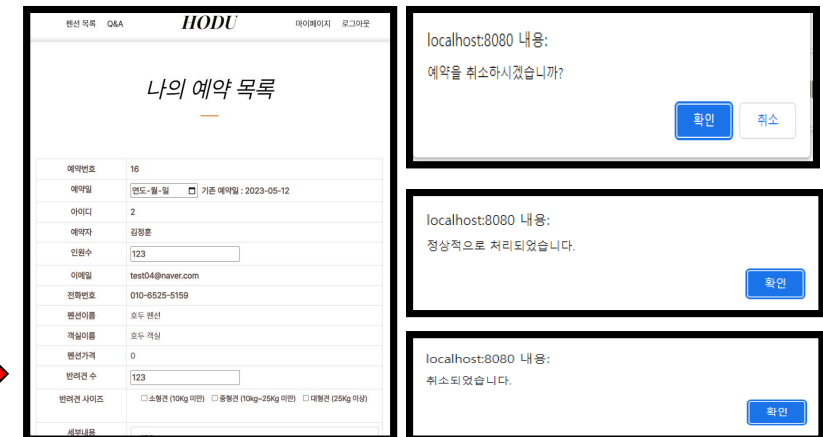 펜션 목록 Q&A HODU 마이페이지 로그아웃
나의 예약 목록
예약번호 16
예약일 연도-월-일 기존 예약일 : 2023-05-12
아이디 2
예약자 김정훈
인원수 123
이메일 test04@naver.com
전화번호 010-6525-5159
펜션이름 호두 펜션
객실이름 호두 객실
펜션가격 0
반려견 수 123
반려견 사이즈 소형견 (10Kg 미만) 중형견 (10kg~25Kg 미만) 대형견 (25Kg 이상)
세부내용
localhost:8080 내용:
예약을 취소하시겠습니까?
확인 취소
localhost:8080 내용:
정상적으로 처리되었습니다.
확인
localhost:8080 내용:
취소되었습니다.
확인